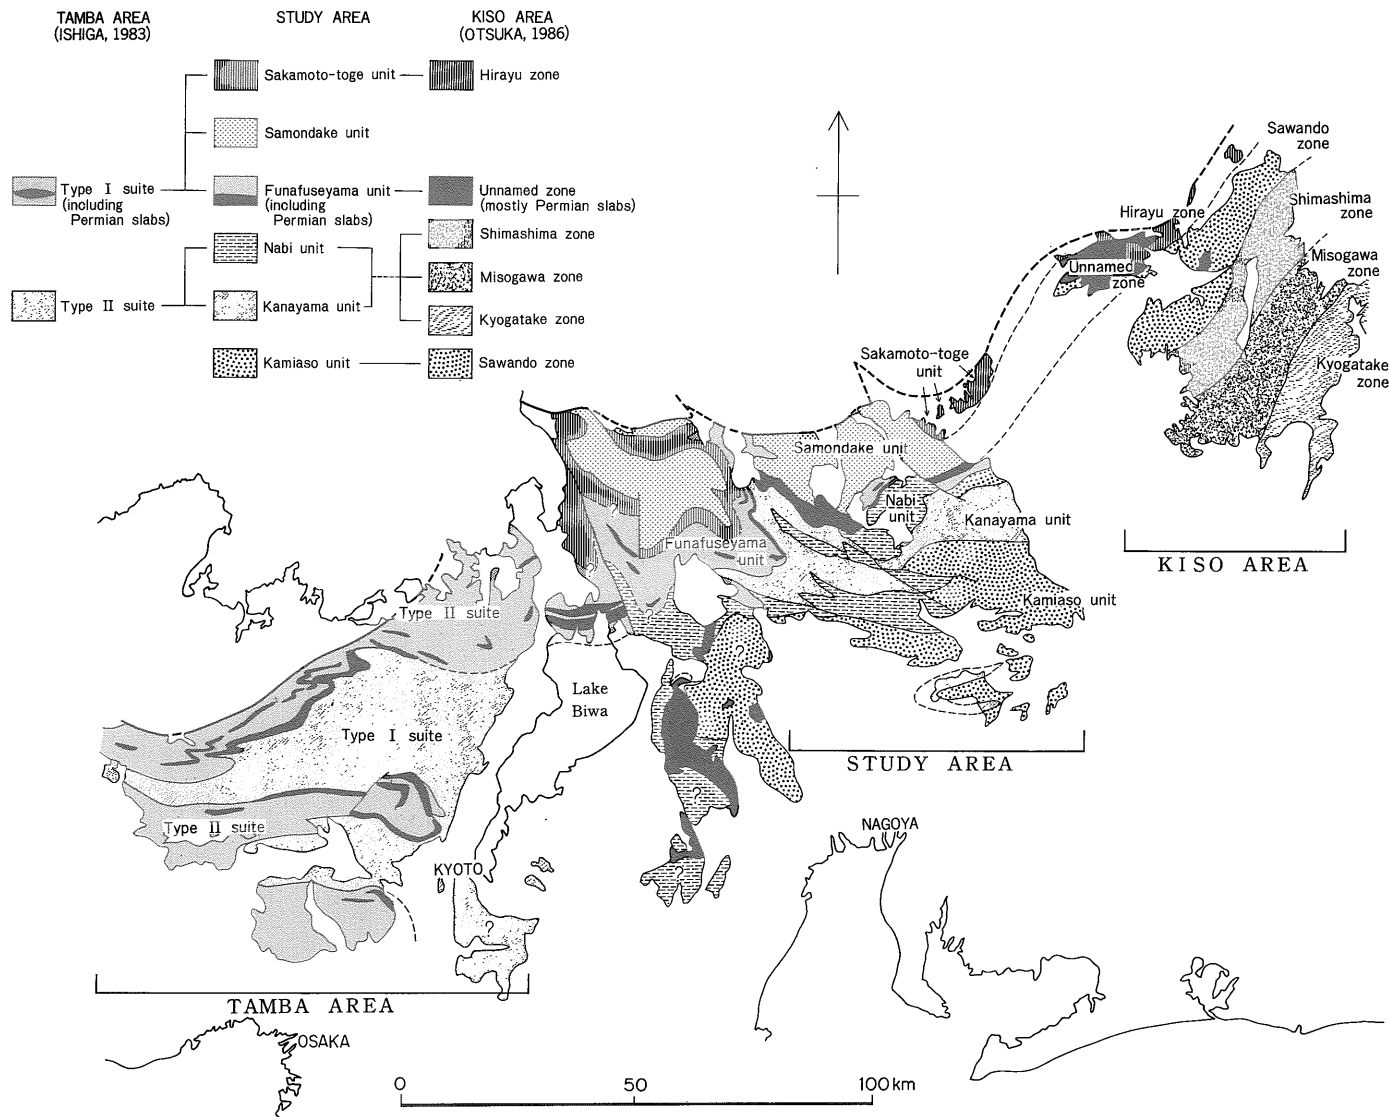 TAMBA AREA
(ISHIGA, 1983)
STUDY AREA
KISO AREA
(OTSUKA, 1986)
Sakamoto-toge unit
Hirayu zone
Samondake unit
Type I suite
(including
Permian slabs)
Funafuseyama unit
(including
Permian slabs)
Unnamed zone
(mostly Permian slabs)
Nabi unit
Shimashima zone
Misogawa zone
Type II suite
Kanayama unit
Kyogatake zone
Kamiaso unit
Sawando zone
Sawando
zone
Shimashima
zone
Hirayu zone
Misogawa
zone
Unnamed
zone
Sakamoto-toge
unit
Kyogatake
zone
Samondake unit
Nabi
unit
Kanayama unit
Funafuseyama
unit
KISO AREA
Kamiaso unit
Type II suite
?
?
Lake
Biwa
Type I suite
STUDY AREA
?
Type II suite
NAGOYA
KYOTO
?
?
TAMBA AREA
OSAKA
0 50 100 km